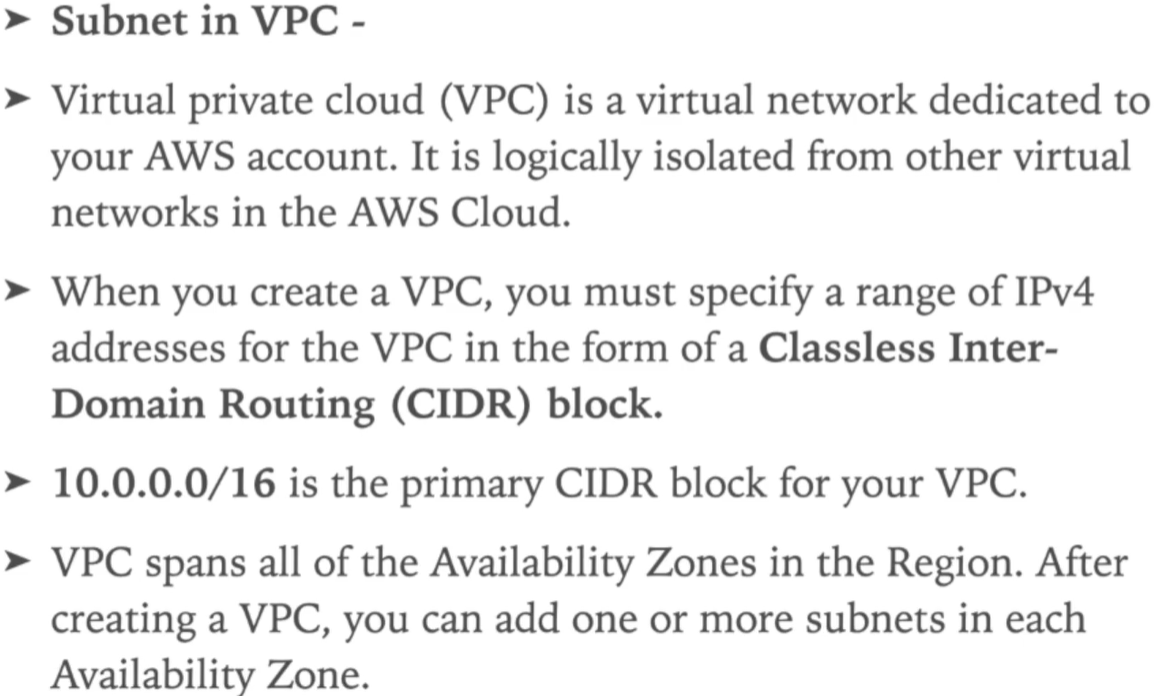 ➤ Subnet in VPC -
➤ Virtual private cloud (VPC) is a virtual network dedicated to
your AWS account. It is logically isolated from other virtual
networks in the AWS Cloud.
➤ When you create a VPC, you must specify a range of IPv4
addresses for the VPC in the form of a Classless Inter-
Domain Routing (CIDR) block.
➤ 10.0.0.0/16 is the primary CIDR block for your VPC.
➤ VPC spans all of the Availability Zones in the Region. After
creating a VPC, you can add one or more subnets in each
Availability Zone.